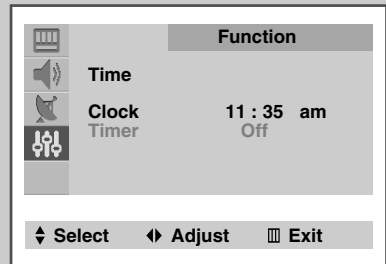 Function
Time
Clock 11 : 35 am
Timer Off
Select Adjust Exit